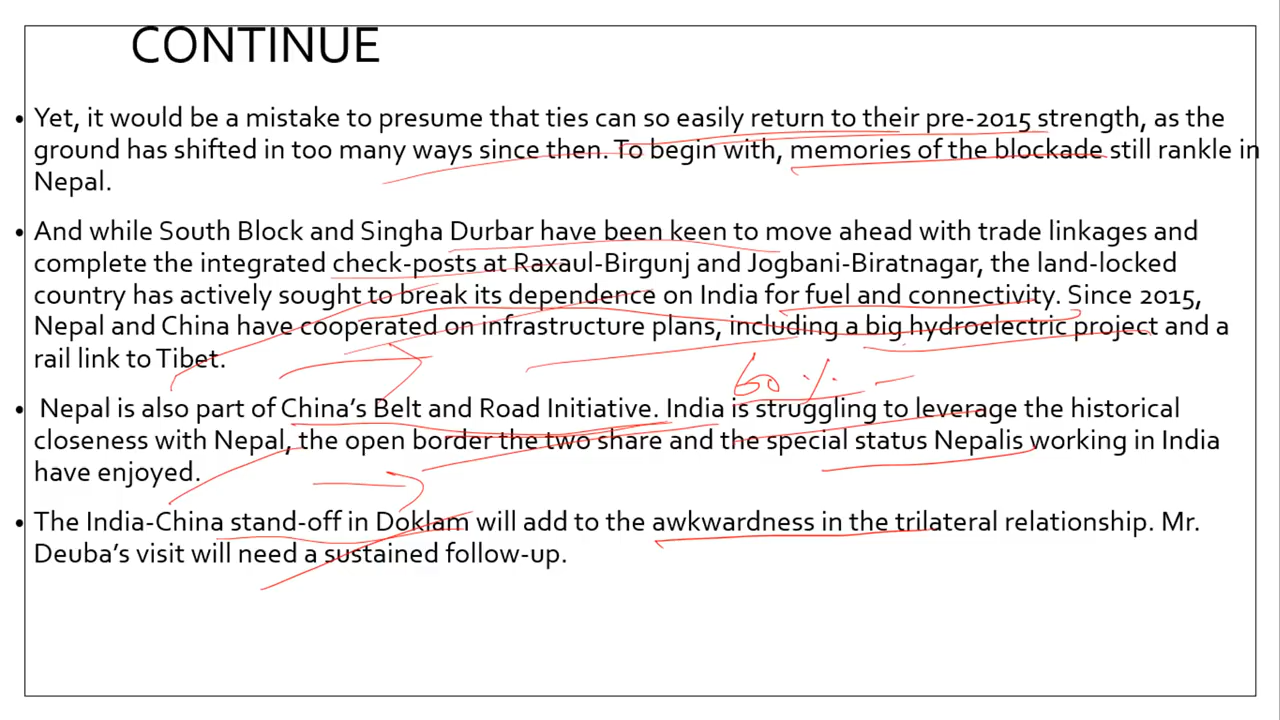 CONTINUE
• Yet, it would be a mistake to presume that ties can so easily return to their pre-2015 strength, as the
ground has shifted in too many ways since then. To begin with, memories of the blockade still rankle in
Nepal.
• And while South Block and Singha Durbar have been keen to move ahead with trade linkages and
complete the integrated check-posts at Raxaul-Birgunj and Jogbani-Biratnagar, the land-locked
country has actively sought to break its dependence on India for fuel and connectivity. Since 2015,
Nepal and China have cooperated on infrastructure plans, including a big hydroelectric project and a
rail link to Tibet.
60 % -
• Nepal is also part of China’s Belt and Road Initiative. India is struggling to leverage the historical
closeness with Nepal, the open border the two share and the special status Nepalis working in India
have enjoyed.
• The India-China stand-off in Doklam will add to the awkwardness in the trilateral relationship. Mr.
Deuba’s visit will need a sustained follow-up.